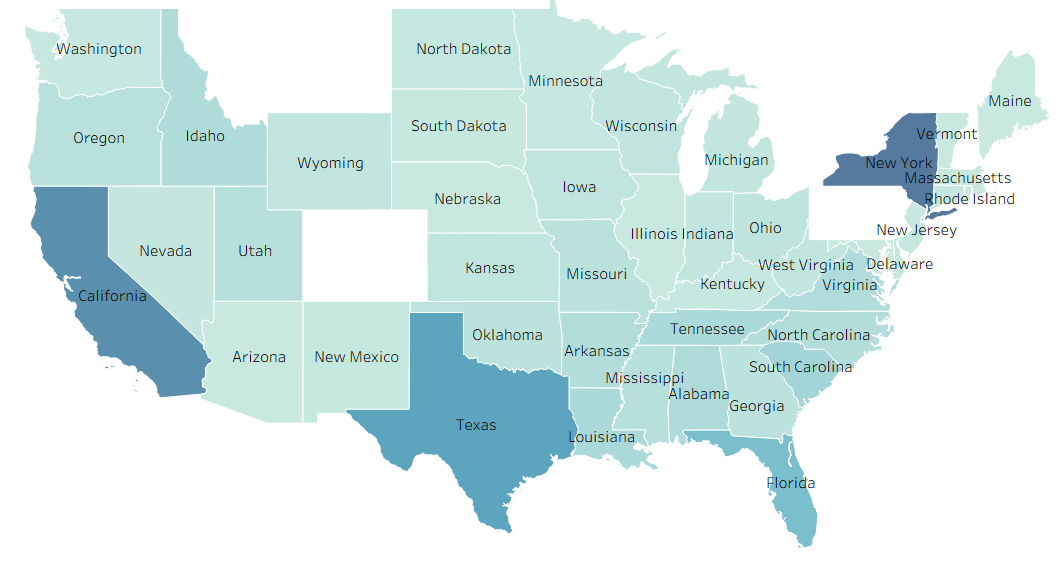 Washington
North Dakota
Minnesota
Maine
Oregon
Idaho
South Dakota
Wisconsin
Vermont
Wyoming
Michigan
New York
Massachusetts
Nebraska
Iowa
Rhode Island
Nevada
Utah
Illinois
Indiana
Ohio
New Jersey
Kansas
Missouri
West Virginia
Delaware
California
Kentucky
Virginia
Oklahoma
Tennessee
North Carolina
Arizona
New Mexico
Arkansas
South Carolina
Mississippi
Alabama
Georgia
Texas
Louisiana
Florida